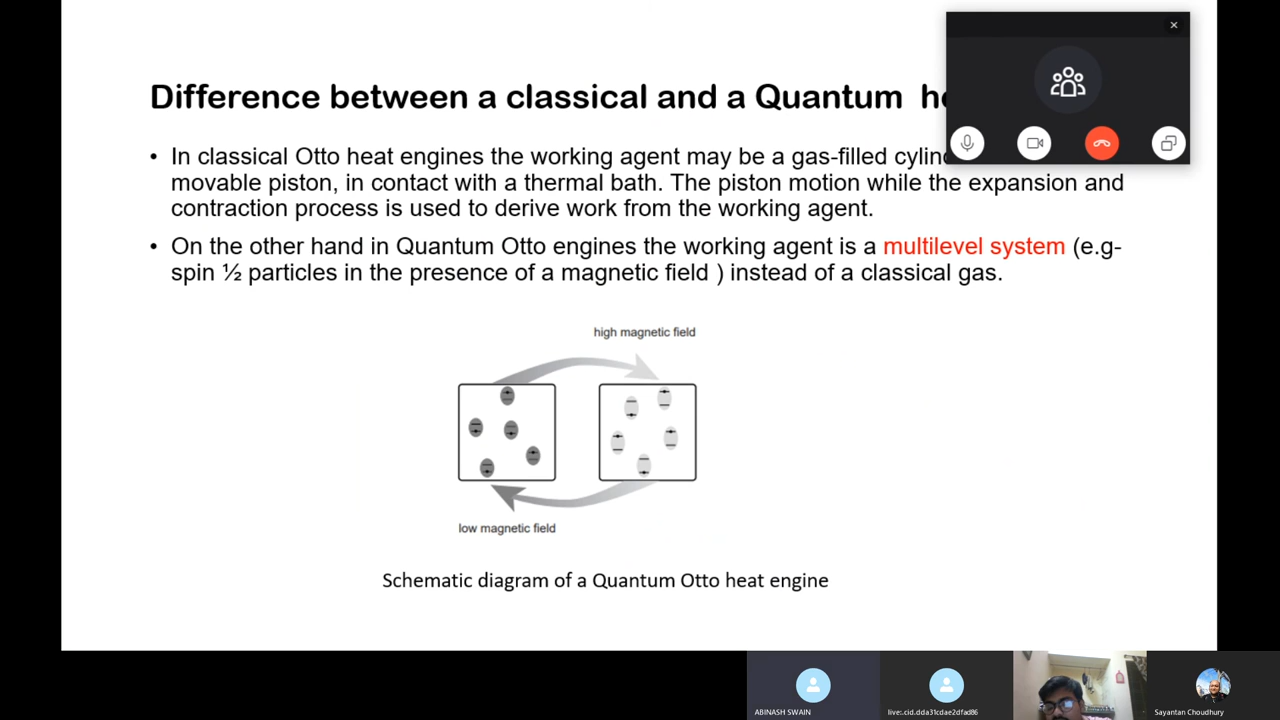 Difference between a classical and a Quantum
• In classical Otto heat engines the working agent may be a gas-filled
movable piston, in contact with a thermal bath. The piston motion while the expansion and
contraction process is used to derive work from the working agent.
• On the other hand in Quantum Otto engines the working agent is a multilevel system (e.g-
spin ½ particles in the presence of a magnetic field ) instead of a classical gas.
high magnetic field
low magnetic field
Schematic diagram of a Quantum Otto heat engine
ABINASH SWAIN
live:.cid.dda31cdae2dfad86
Sayantan Choudhury